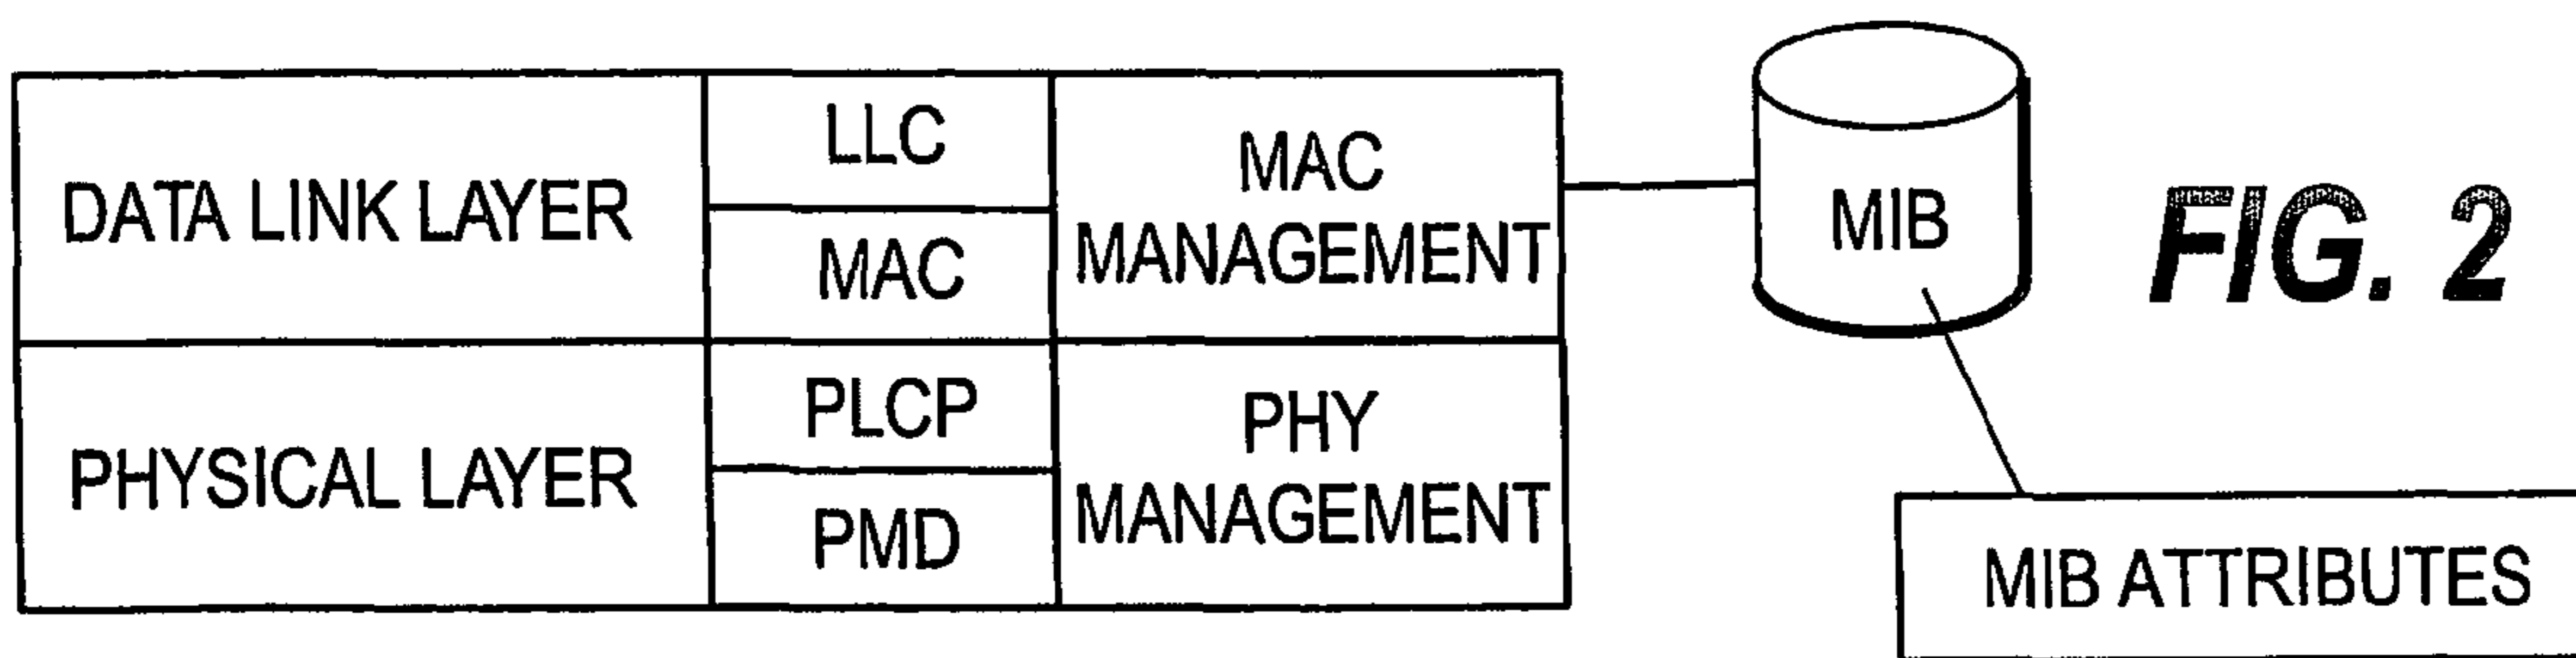 DATA LINK LAYER
LLC
MAC
MAC
MANAGEMENT
PHYSICAL LAYER
PLCP
PMD
PHY
MANAGEMENT
MIB
FIG. 2
MIB ATTRIBUTES